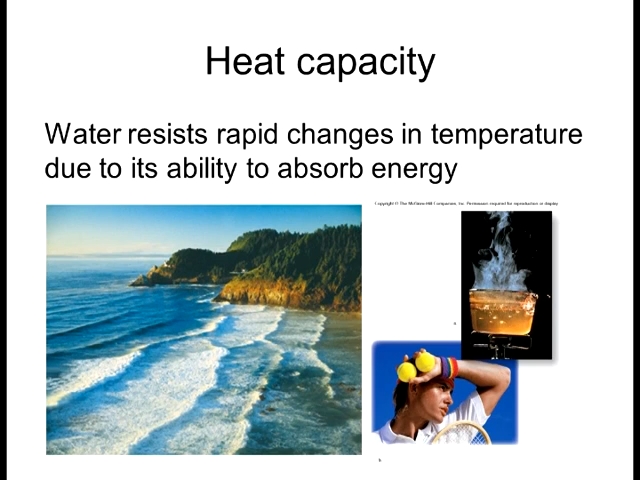 Heat capacity
Water resists rapid changes in temperature
due to its ability to absorb energy
Copyright © The McGraw-Hill Companies, Inc. Permission required for reproduction or display.